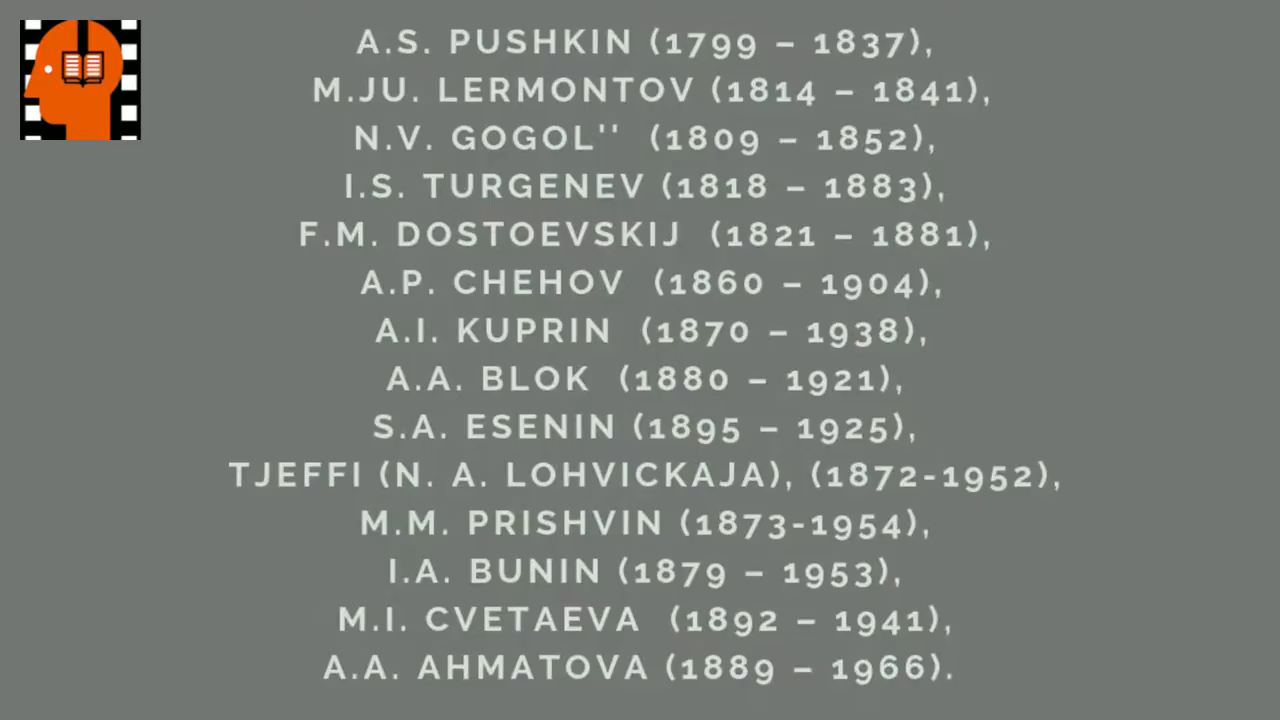 A.S. PUSHKIN (1799 – 1837),
M.JU. LERMONTOV (1814 – 1841),
N.V. GOGOL'' (1809 – 1852),
I.S. TURGENEV (1818 – 1883),
F.M. DOSTOEVSKIJ (1821 – 1881),
A.P. CHEHOV (1860 – 1904),
A.I. KUPRIN (1870 – 1938),
A.A. BLOK (1880 – 1921),
S.A. ESENIN (1895 – 1925),
TJEFFI (N. A. LOHVICKAJA), (1872-1952),
M.M. PRISHVIN (1873-1954),
I.A. BUNIN (1879 – 1953),
M.I. CVETAEVA (1892 – 1941),
A.A. AHMATOVA (1889 – 1966).